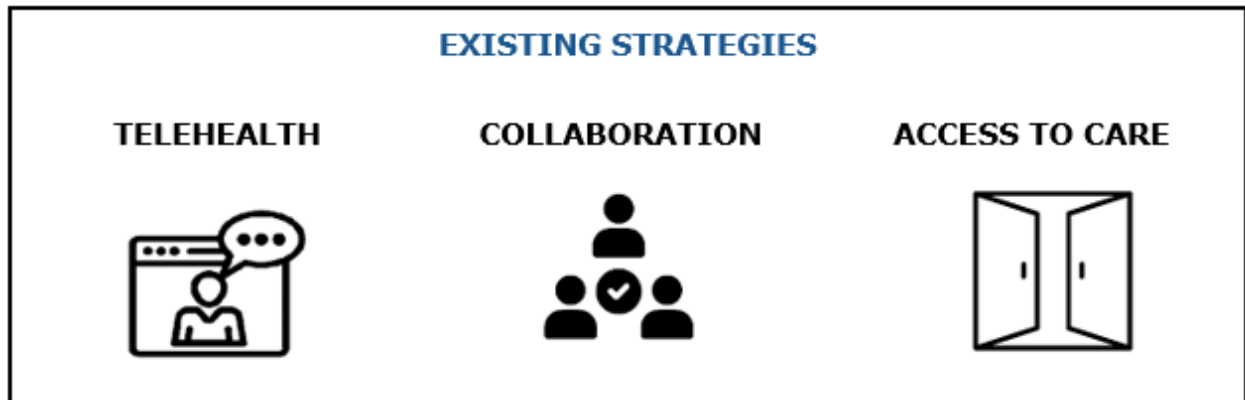 EXISTING STRATEGIES
TELEHEALTH
COLLABORATION
ACCESS TO CARE